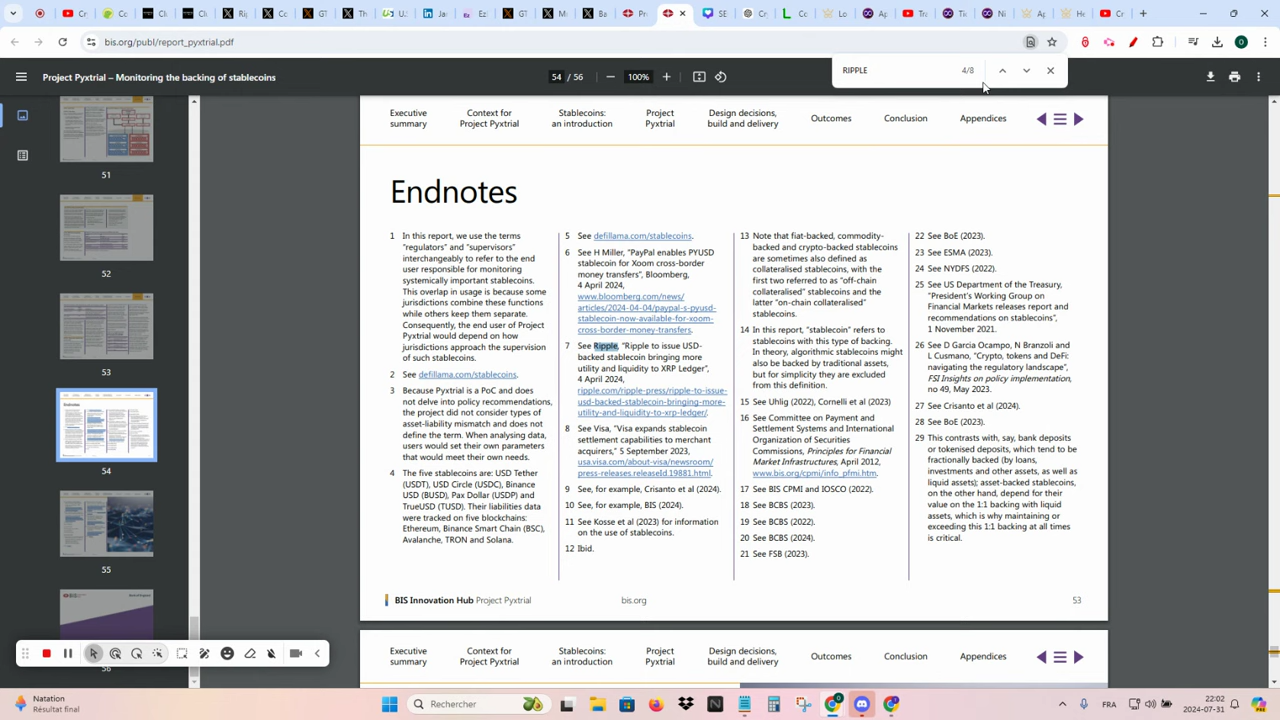 bis.org/publ/report_pyxtrial.pdf
RIPPLE
4/8
Project Pyxtrial – Monitoring the backing of stablecoins
54 / 56
100%
51
52
53
54
55
56
Executive summary
Context for Project Pyxtrial
Stablecoins: an introduction
Project Pyxtrial
Design decisions, build and delivery
Outcomes
Conclusion
Appendices
Endnotes
1 In this report, we use the terms
"regulators" and "supervisors"
interchangeably to refer to the end
user responsible for monitoring
systemically important stablecoins.
This overlap in usage is because some
jurisdictions combine these functions
while others keep them separate.
Consequently, the end user of Project
Pyxtrial would depend on how
jurisdictions approach the supervision
of such stablecoins.
2 See defillama.com/stablecoins.
3 Because Pyxtrial is a PoC and does
not delve into policy recommendations,
the project did not consider types of
asset-liability mismatch and does not
define the term. When analysing data,
users would set their own parameters
that would meet their own needs.
4 The five stablecoins are: USD Tether
(USDT), USD Circle (USDC), Binance
USD (BUSD), Pax Dollar (USDP) and
TrueUSD (TUSD). Their liabilities data
were tracked on five blockchains:
Ethereum, Binance Smart Chain (BSC),
Avalanche, TRON and Solana.
5 See defillama.com/stablecoins.
6 See H Miller, "PayPal enables PYUSD
stablecoin for Xoom cross-border
money transfers", Bloomberg,
4 April 2024,
www.bloomberg.com/news/
articles/2024-04-04/paypal-s-pyusd-
stablecoin-now-available-for-xoom-
cross-border-money-transfers.
7 See Ripple, "Ripple to issue USD-
backed stablecoin bringing more
utility and liquidity to XRP Ledger",
4 April 2024,
ripple.com/ripple-press/ripple-to-issue-
usd-backed-stablecoin-bringing-more-
utility-and-liquidity-to-xrp-ledger/.
8 See Visa, "Visa expands stablecoin
settlement capabilities to merchant
acquirers," 5 September 2023,
usa.visa.com/about-visa/newsroom/
press-releases.releaseId.19881.html.
9 See, for example, Crisanto et al (2024).
10 See, for example, BIS (2024).
11 See Kosse et al (2023) for information
on the use of stablecoins.
12 Ibid.
13 Note that fiat-backed, commodity-
backed and crypto-backed stablecoins
are sometimes also defined as
collateralised stablecoins, with the
first two referred to as "off-chain
collateralised" stablecoins and the
latter "on-chain collateralised"
stablecoins.
14 In this report, "stablecoin" refers to
stablecoins with this type of backing.
In theory, algorithmic stablecoins might
also be backed by traditional assets,
but for simplicity they are excluded
from this definition.
15 See Uhlig (2022), Cornelli et al (2023)
16 See Committee on Payment and
Settlement Systems and International
Organization of Securities
Commissions, Principles for Financial
Market Infrastructures, April 2012,
www.bis.org/cpmi/info_pfmi.htm.
17 See BIS CPMI and IOSCO (2022).
18 See BCBS (2023).
19 See BCBS (2022).
20 See BCBS (2024).
21 See FSB (2023).
22 See BoE (2023).
23 See ESMA (2023).
24 See NYDFS (2022).
25 See US Department of the Treasury,
"President's Working Group on
Financial Markets releases report and
recommendations on stablecoins",
1 November 2021.
26 See D Garcia Ocampo, N Branzoli and
L Cusmano, "Crypto, tokens and DeFi:
navigating the regulatory landscape",
FSI Insights on policy implementation,
no 49, May 2023.
27 See Crisanto et al (2024).
28 See BoE (2023).
29 This contrasts with, say, bank deposits
or tokenised deposits, which tend to be
fractionally backed (by loans,
investments and other assets, as well as
liquidity); asset-backed stablecoins,
on the other hand, depend for their
value on the 1:1 backing with liquid
assets, which is why maintaining or
exceeding this 1:1 backing at all times
is critical.
BIS Innovation Hub Project Pyxtrial
bis.org
53
Executive summary
Context for Project Pyxtrial
Stablecoins: an introduction
Project Pyxtrial
Design decisions, build and delivery
Outcomes
Conclusion
Appendices
Natation
Résultat final
Rechercher
FRA
22:02
2024-07-31